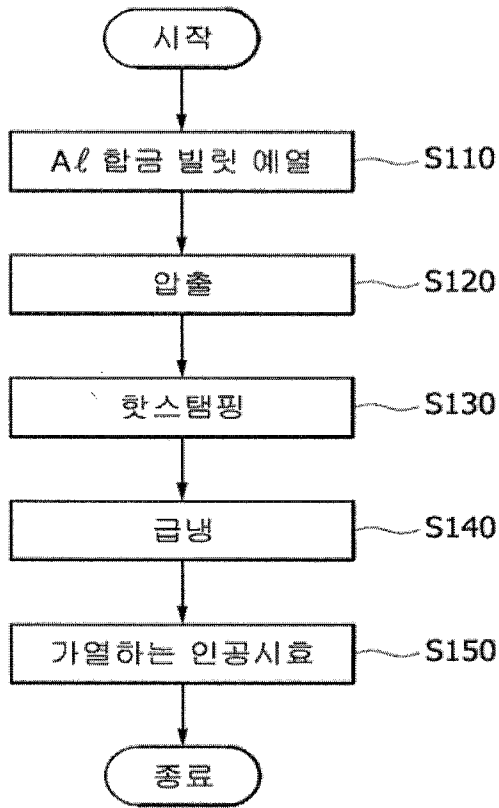 시작
Aℓ 합금 빌릿 예열 S110
압출 S120
핫스탬핑 S130
급냉 S140
가열하는 인공시효 S150
종료